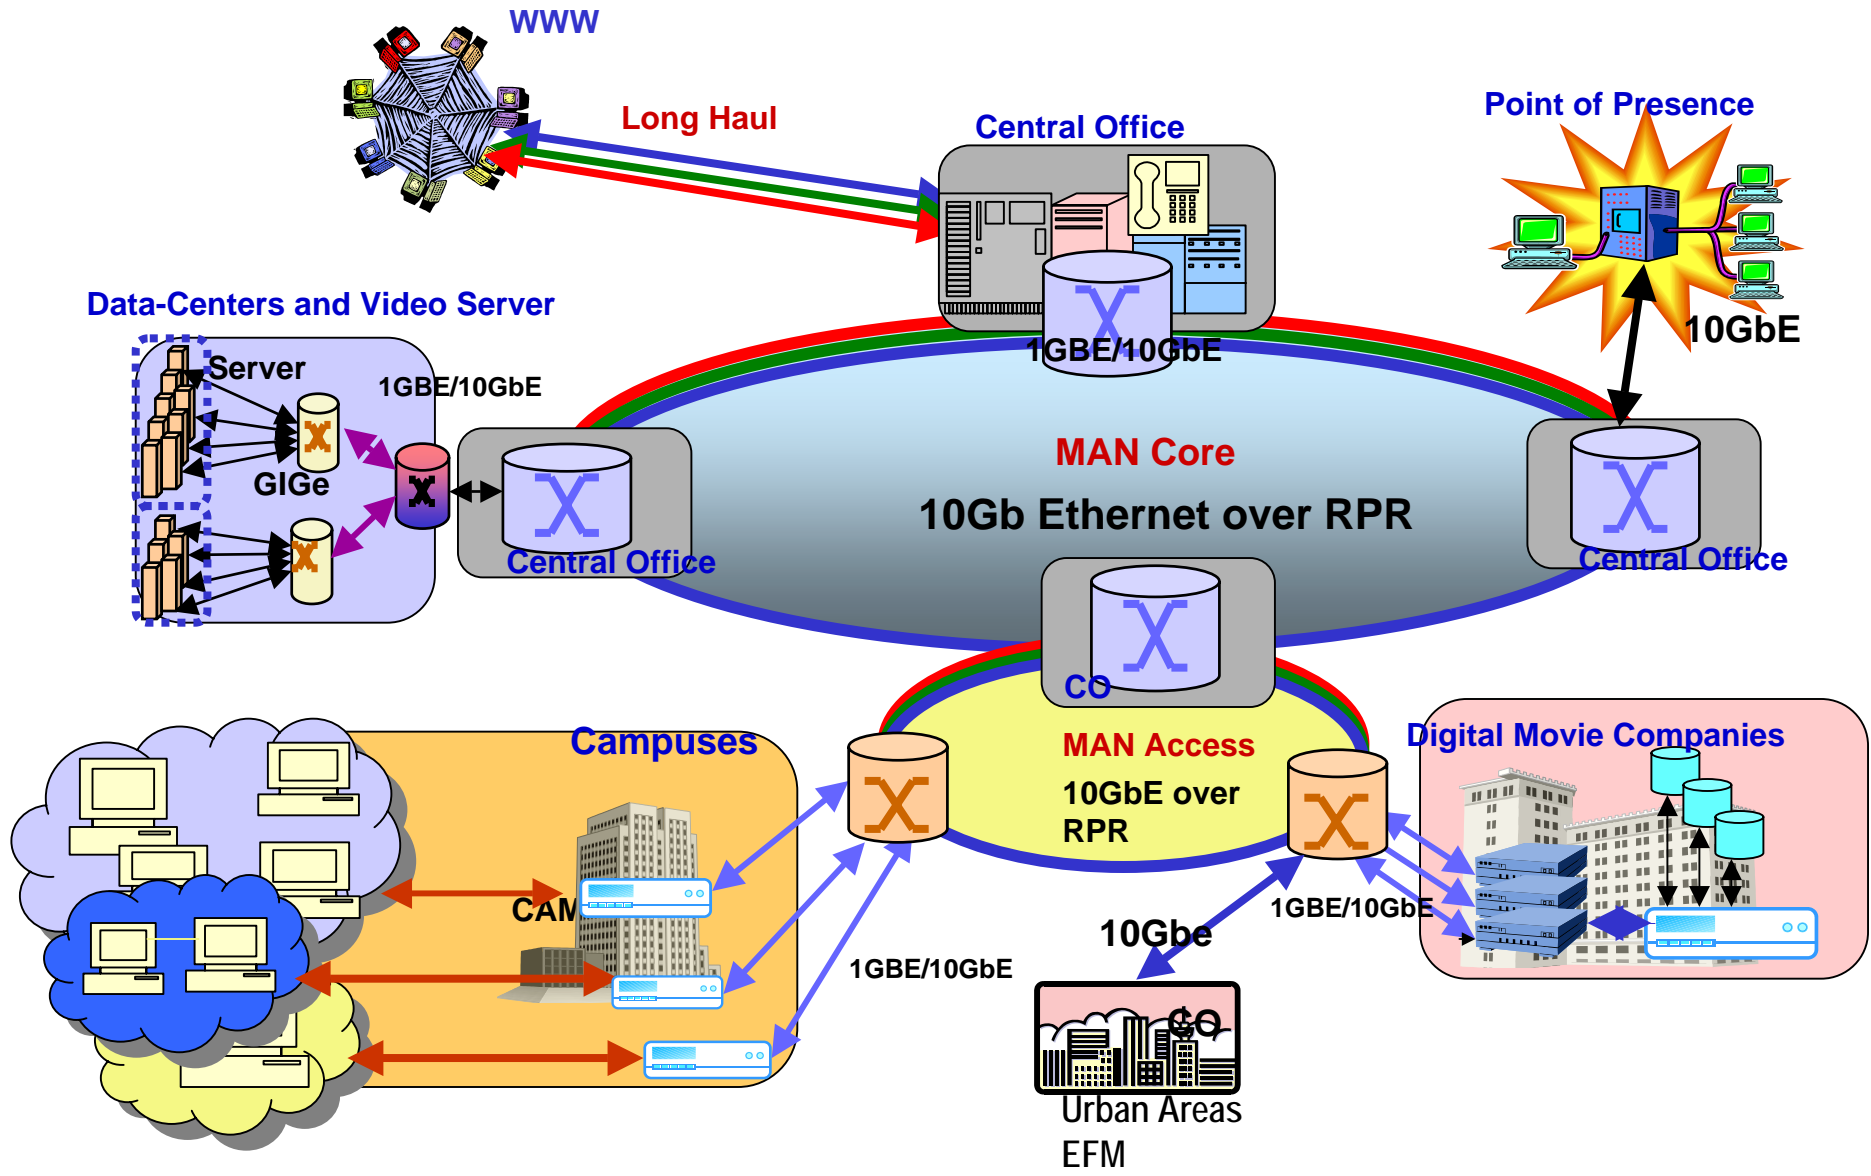 WWW
Long Haul
Central Office
Point of Presence
Data-Centers and Video Server
10GbE
1GBE/10GbE
Server
1GBE/10GbE
MAN Core
GIGe
10Gb Ethernet over RPR
Central Office
Central Office
CO
Campuses
MAN Access
Digital Movie Companies
10GbE over
RPR
CAM
1GBE/10GbE
10Gbe
1GBE/10GbE
CO
Urban Areas
EFM